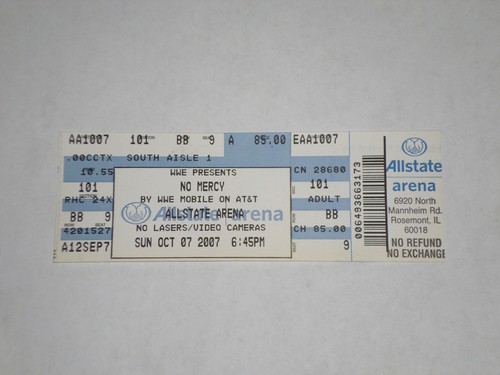 AA1007 101 BB 9 A 85.00 EAA1007
.00CCTX SOUTH AISLE 1
10.55
101
RHC 24X
BB 9
4201527
A12SEP7
WWE PRESENTS
NO MERCY
BY WWE MOBILE ON AT&T
ALLSTATE ARENA
NO LASERS/VIDEO CAMERAS
SUN OCT 07 2007 6:45PM
CN 28680
101
ADULT
BB
CH 85.00
9
006493663173
Allstate
arena
6920 North
Mannheim Rd.
Rosemont, IL
60018
NO REFUND
NO EXCHANGE